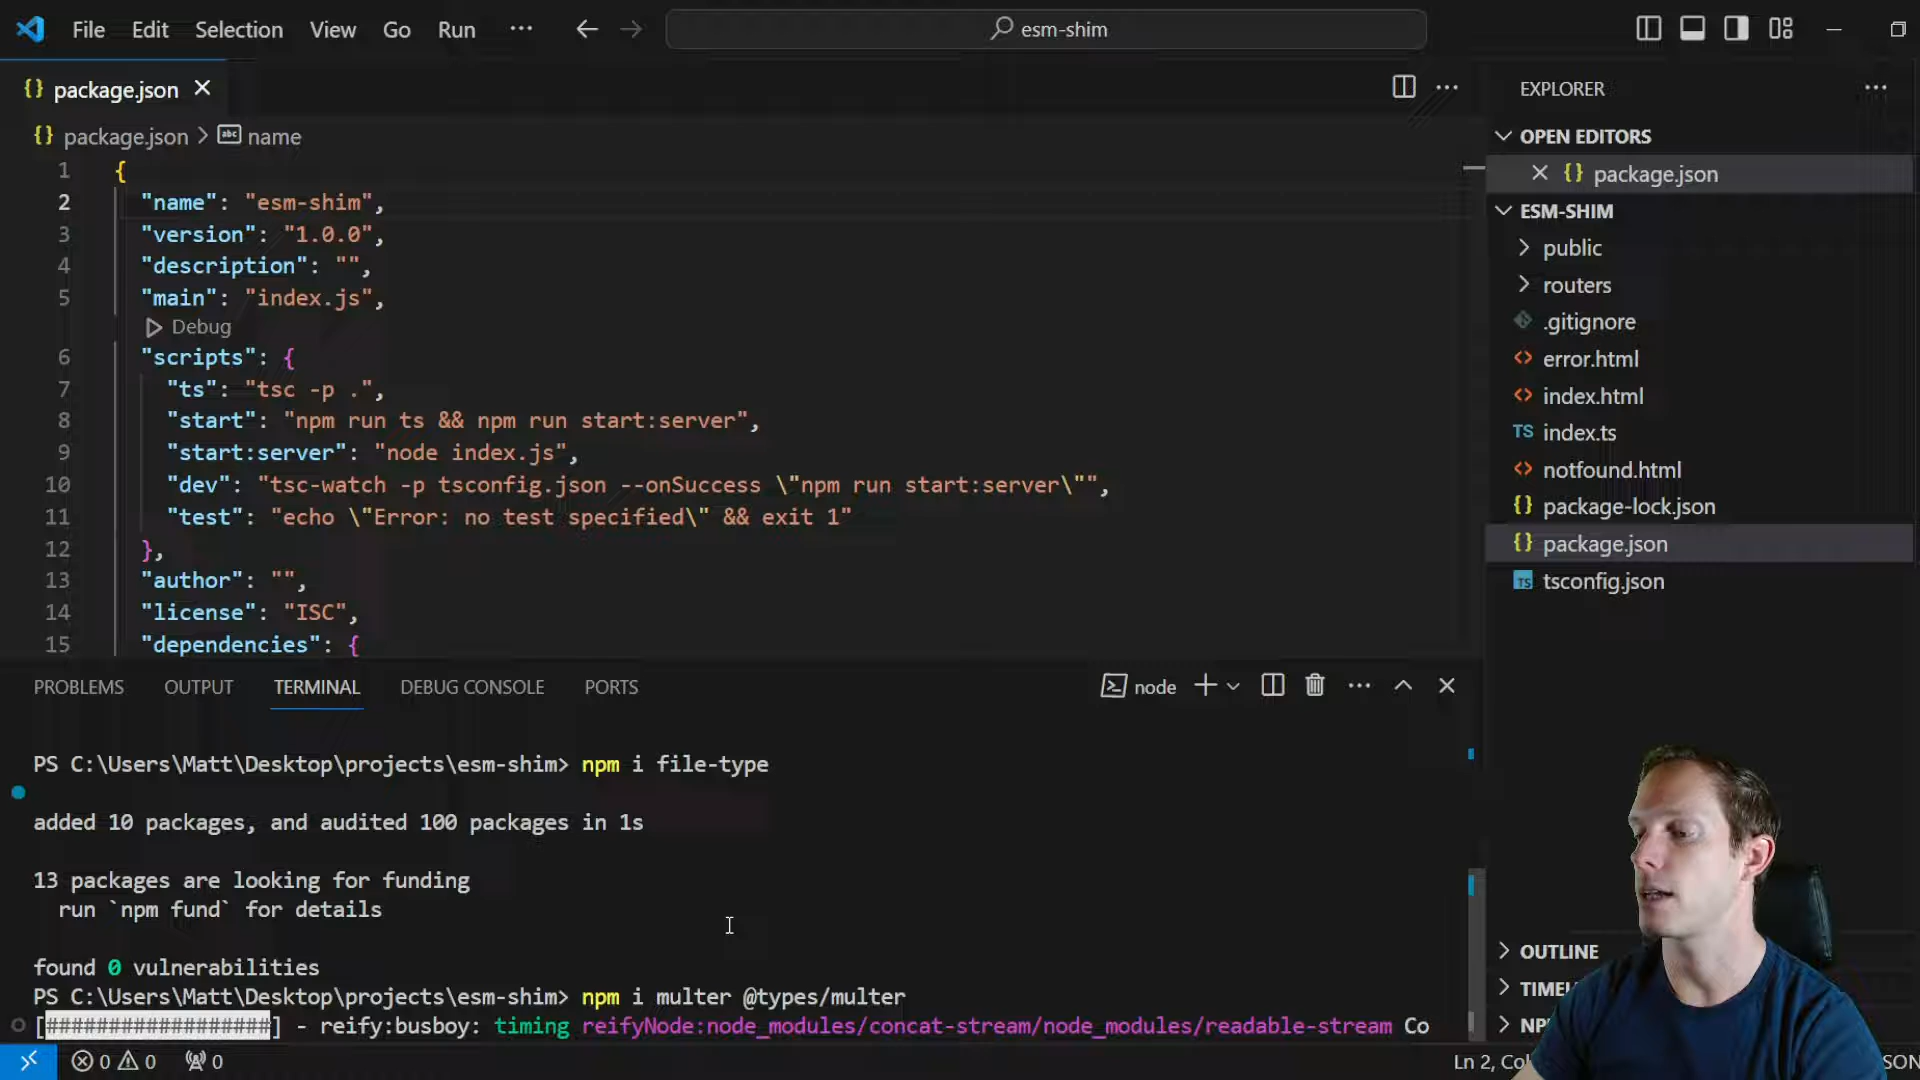 File Edit Selection View Go Run ··· esm-shim
package.json
package.json > name
1 {
2 "name": "esm-shim",
3 "version": "1.0.0",
4 "description": "",
5 "main": "index.js",
Debug
6 "scripts": {
7 "ts": "tsc -p .",
8 "start": "npm run ts && npm run start:server",
9 "start:server": "node index.js",
10 "dev": "tsc-watch -p tsconfig.json --onSuccess \"npm run start:server\"",
11 "test": "echo \"Error: no test specified\" && exit 1"
12 },
13 "author": "",
14 "license": "ISC",
15 "dependencies": {
PROBLEMS OUTPUT TERMINAL DEBUG CONSOLE PORTS node
PS C:\Users\Matt\Desktop\projects\esm-shim> npm i file-type
added 10 packages, and audited 100 packages in 1s
13 packages are looking for funding
run `npm fund` for details
found 0 vulnerabilities
PS C:\Users\Matt\Desktop\projects\esm-shim> npm i multer @types/multer
[##################] - reify:busboy: timing reifyNode:node_modules/concat-stream/node_modules/readable-stream Co
0 0 0
Ln 2,
EXPLORER
OPEN EDITORS
package.json
ESM-SHIM
public
routers
.gitignore
error.html
index.html
TS index.ts
notfound.html
package-lock.json
package.json
TS tsconfig.json
OUTLINE